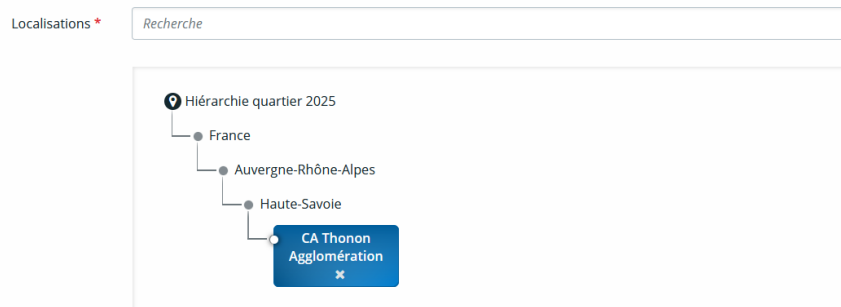 Localisations *
Recherche
Hiérarchie quartier 2025
France
Auvergne-Rhône-Alpes
Haute-Savoie
CA Thonon
Agglomération